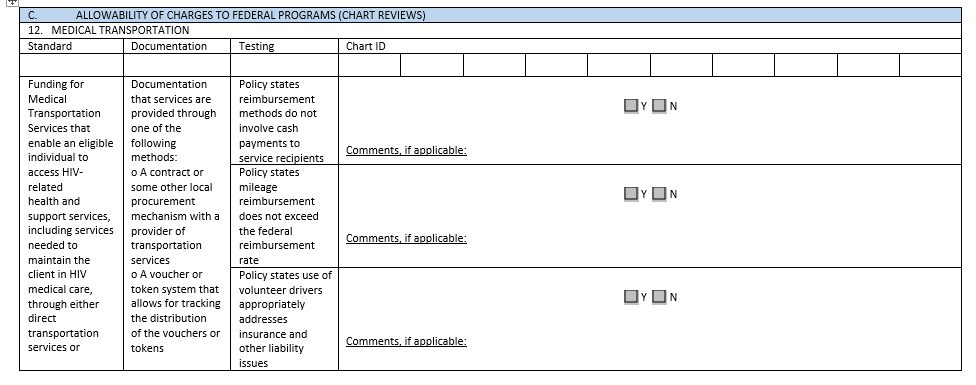 C. ALLOWABILITY OF CHARGES TO FEDERAL PROGRAMS (CHART REVIEWS)
12. MEDICAL TRANSPORTATION
Standard
Documentation
Testing
Chart ID
Funding for
Medical
Transportation
Services that
enable an eligible
individual to
access HIV-
related
health and
support services,
including services
needed to
maintain the
client in HIV
medical care,
through either
direct
transportation
services or
Documentation
that services are
provided through
one of the
following
methods:
o A contract or
some other local
procurement
mechanism with a
provider of
transportation
services
o A voucher or
token system that
allows for tracking
the distribution
of the vouchers or
tokens
Policy states
reimbursement
methods do not
involve cash
payments to
service recipients
Y N
Comments, if applicable:
Policy states
mileage
reimbursement
does not exceed
the federal
reimbursement
rate
Y N
Comments, if applicable:
Policy states use of
volunteer drivers
appropriately
addresses
insurance and
other liability
issues
Y N
Comments, if applicable: